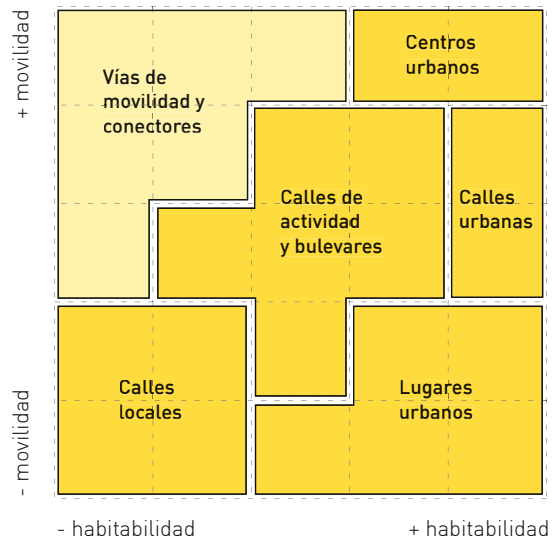 + movilidad
Centros
urbanos
Vías de
movilidad y
conectores
Calles de
actividad
y bulevares
Calles
urbanas
Calles
locales
Lugares
urbanos
- movilidad
- habitabilidad
+ habitabilidad